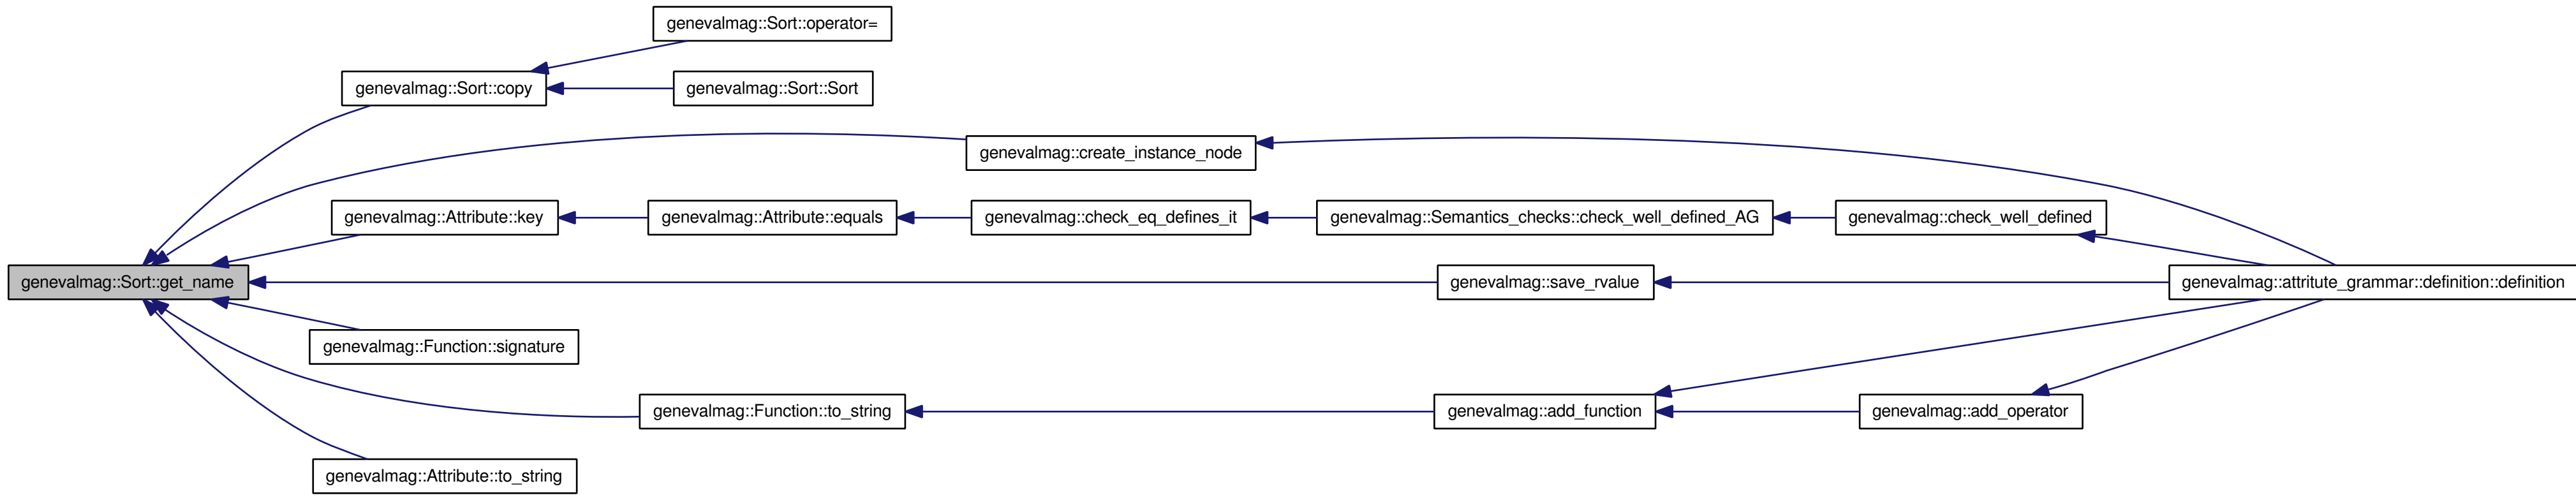 genevalmag::Sort::operator=
genevalmag::Sort::copy
genevalmag::Sort::Sort
genevalmag::create_instance_node
genevalmag::Attribute::key
genevalmag::Attribute::equals
genevalmag::check_eq_defines_it
genevalmag::Semantics_checks::check_well_defined_AG
genevalmag::check_well_defined
genevalmag::Sort::get_name
genevalmag::save_rvalue
genevalmag::attritute_grammar::definition::definition
genevalmag::Function::signature
genevalmag::Function::to_string
genevalmag::add_function
genevalmag::add_operator
genevalmag::Attribute::to_string